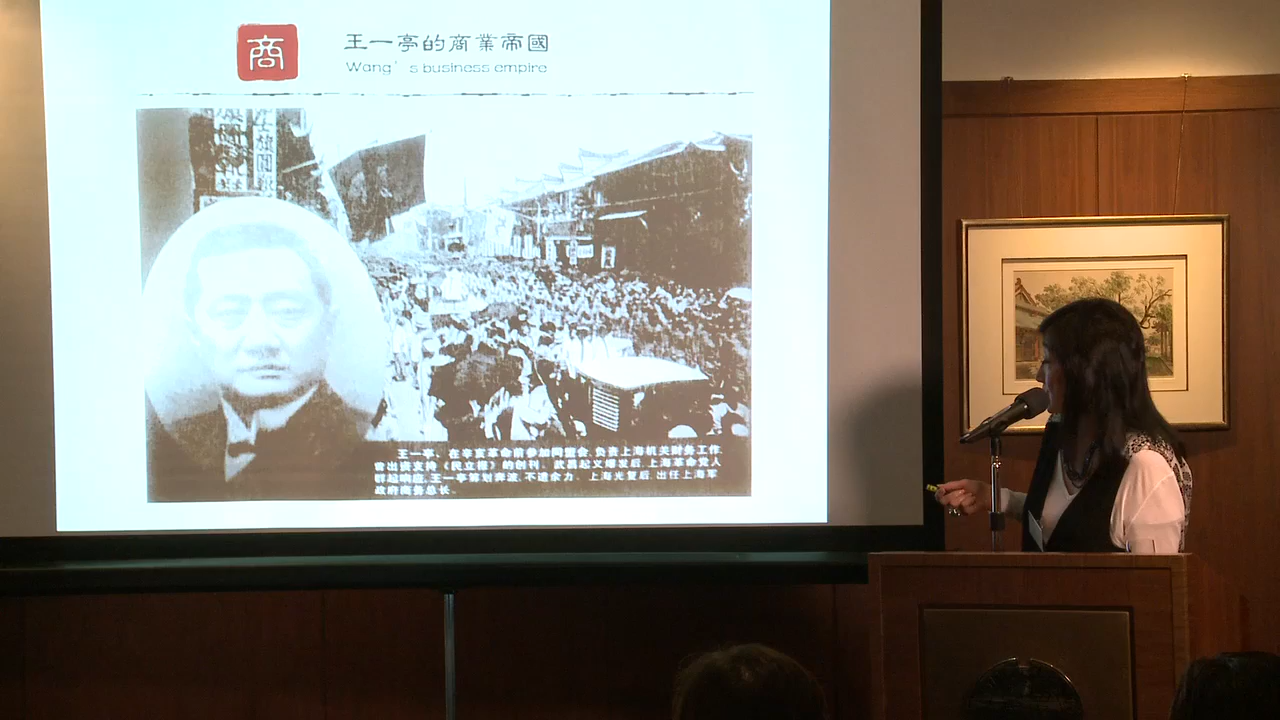 商
王一亭的商業帝國
Wang's business empire
王一亭，在辛亥革命前参加同盟会，负责上海机关财务工作，
曾出资支持《民立报》的创刊。武昌起义爆发后，上海革命党人
群起响应，王一亭筹划奔波，不遗余力。上海光复后，出任上海军
政府商务总长。